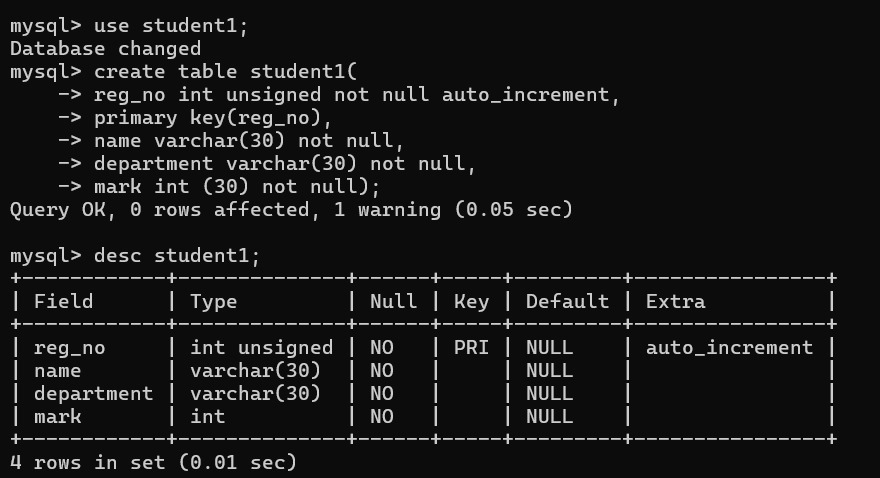 mysql> use student1;
Database changed
mysql> create table student1(
    -> reg_no int unsigned not null auto_increment,
    -> primary key(reg_no),
    -> name varchar(30) not null,
    -> department varchar(30) not null,
    -> mark int (30) not null);
Query OK, 0 rows affected, 1 warning (0.05 sec)

mysql> desc student1;
+------------+--------------+------+-----+---------+----------------+
| Field      | Type         | Null | Key | Default | Extra          |
+------------+--------------+------+-----+---------+----------------+
| reg_no     | int unsigned | NO   | PRI | NULL    | auto_increment |
| name       | varchar(30)  | NO   |     | NULL    |                |
| department | varchar(30)  | NO   |     | NULL    |                |
| mark       | int          | NO   |     | NULL    |                |
+------------+--------------+------+-----+---------+----------------+
4 rows in set (0.01 sec)